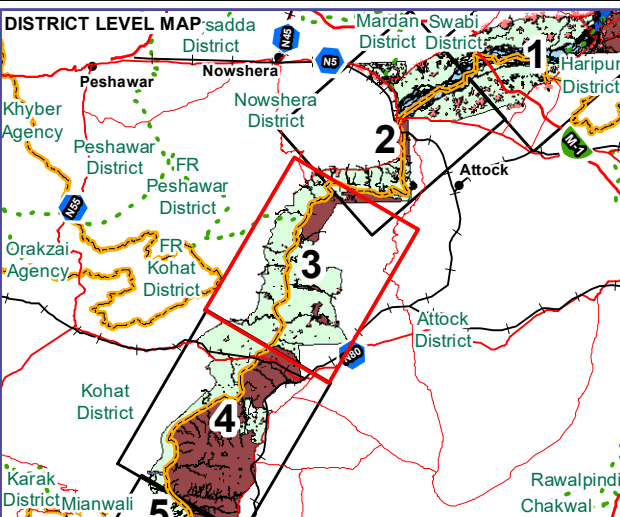 DISTRICT LEVEL MAP
sadda
District
N45
Mardan
District
Swabi
District
1
N5
Nowshera
Peshawar
Haripur
District
Khyber
Agency
Nowshera
District
2
M-1
Peshawar
District
FR
Peshawar
District
Attock
N55
Orakzai
Agency
FR
Kohat
District
3
Attock
District
N80
Kohat
District
4
Karak
District
Mianwali
5
Rawalpindi
Chakwal